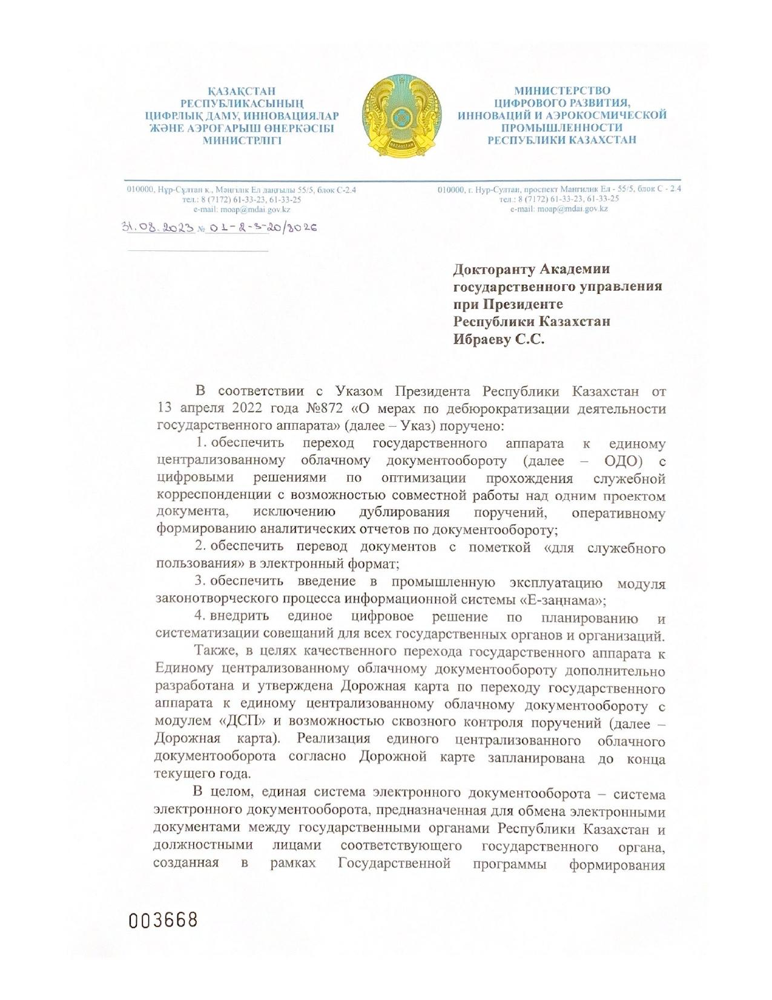 ҚАЗАҚСТАН
РЕСПУБЛИКАСЫНЫҢ
ЦИФРЛЫҚ ДАМУ, ИННОВАЦИЯЛАР
ЖӘНЕ АЭРОҒАРЫШ ӨНЕРКӘСІБІ
МИНИСТРЛІГІ
МИНИСТЕРСТВО
ЦИФРОВОГО РАЗВИТИЯ,
ИННОВАЦИЙ И АЭРОКОСМИЧЕСКОЙ
ПРОМЫШЛЕННОСТИ
РЕСПУБЛИКИ КАЗАХСТАН
QAZAQSTAN
010000, Нұр-Сұлтан қ., Мәңгілік Ел даңғылы 55/5, блок С-2.4
тел.: 8 (7172) 61-33-23, 61-33-25
e-mail: moap@mdai.gov.kz
010000, г. Нур-Султан, проспект Мангилик Ел - 55/5, блок С - 2.4
тел.: 8 (7172) 61-33-23, 61-33-25
e-mail: moap@mdai.gov.kz
31.08.2023 № 01-2-3-20/8026
Докторанту Академии
государственного управления
при Президенте
Республики Казахстан
Ибраеву С.С.
В соответствии с Указом Президента Республики Казахстан от
13 апреля 2022 года №872 «О мерах по дебюрократизации деятельности
государственного аппарата» (далее – Указ) поручено:
1. обеспечить переход государственного аппарата к единому
централизованному облачному документообороту (далее – ОДО) с
цифровыми решениями по оптимизации прохождения служебной
корреспонденции с возможностью совместной работы над одним проектом
документа, исключению дублирования поручений, оперативному
формированию аналитических отчетов по документообороту;
2. обеспечить перевод документов с пометкой «для служебного
пользования» в электронный формат;
3. обеспечить введение в промышленную эксплуатацию модуля
законотворческого процесса информационной системы «Е-заңнама»;
4. внедрить единое цифровое решение по планированию и
систематизации совещаний для всех государственных органов и организаций.
Также, в целях качественного перехода государственного аппарата к
Единому централизованному облачному документообороту дополнительно
разработана и утверждена Дорожная карта по переходу государственного
аппарата к единому централизованному облачному документообороту с
модулем «ДСП» и возможностью сквозного контроля поручений (далее –
Дорожная карта). Реализация единого централизованного облачного
документооборота согласно Дорожной карте запланирована до конца
текущего года.
В целом, единая система электронного документооборота – система
электронного документооборота, предназначенная для обмена электронными
документами между государственными органами Республики Казахстан и
должностными лицами соответствующего государственного органа,
созданная в рамках Государственной программы формирования
003668